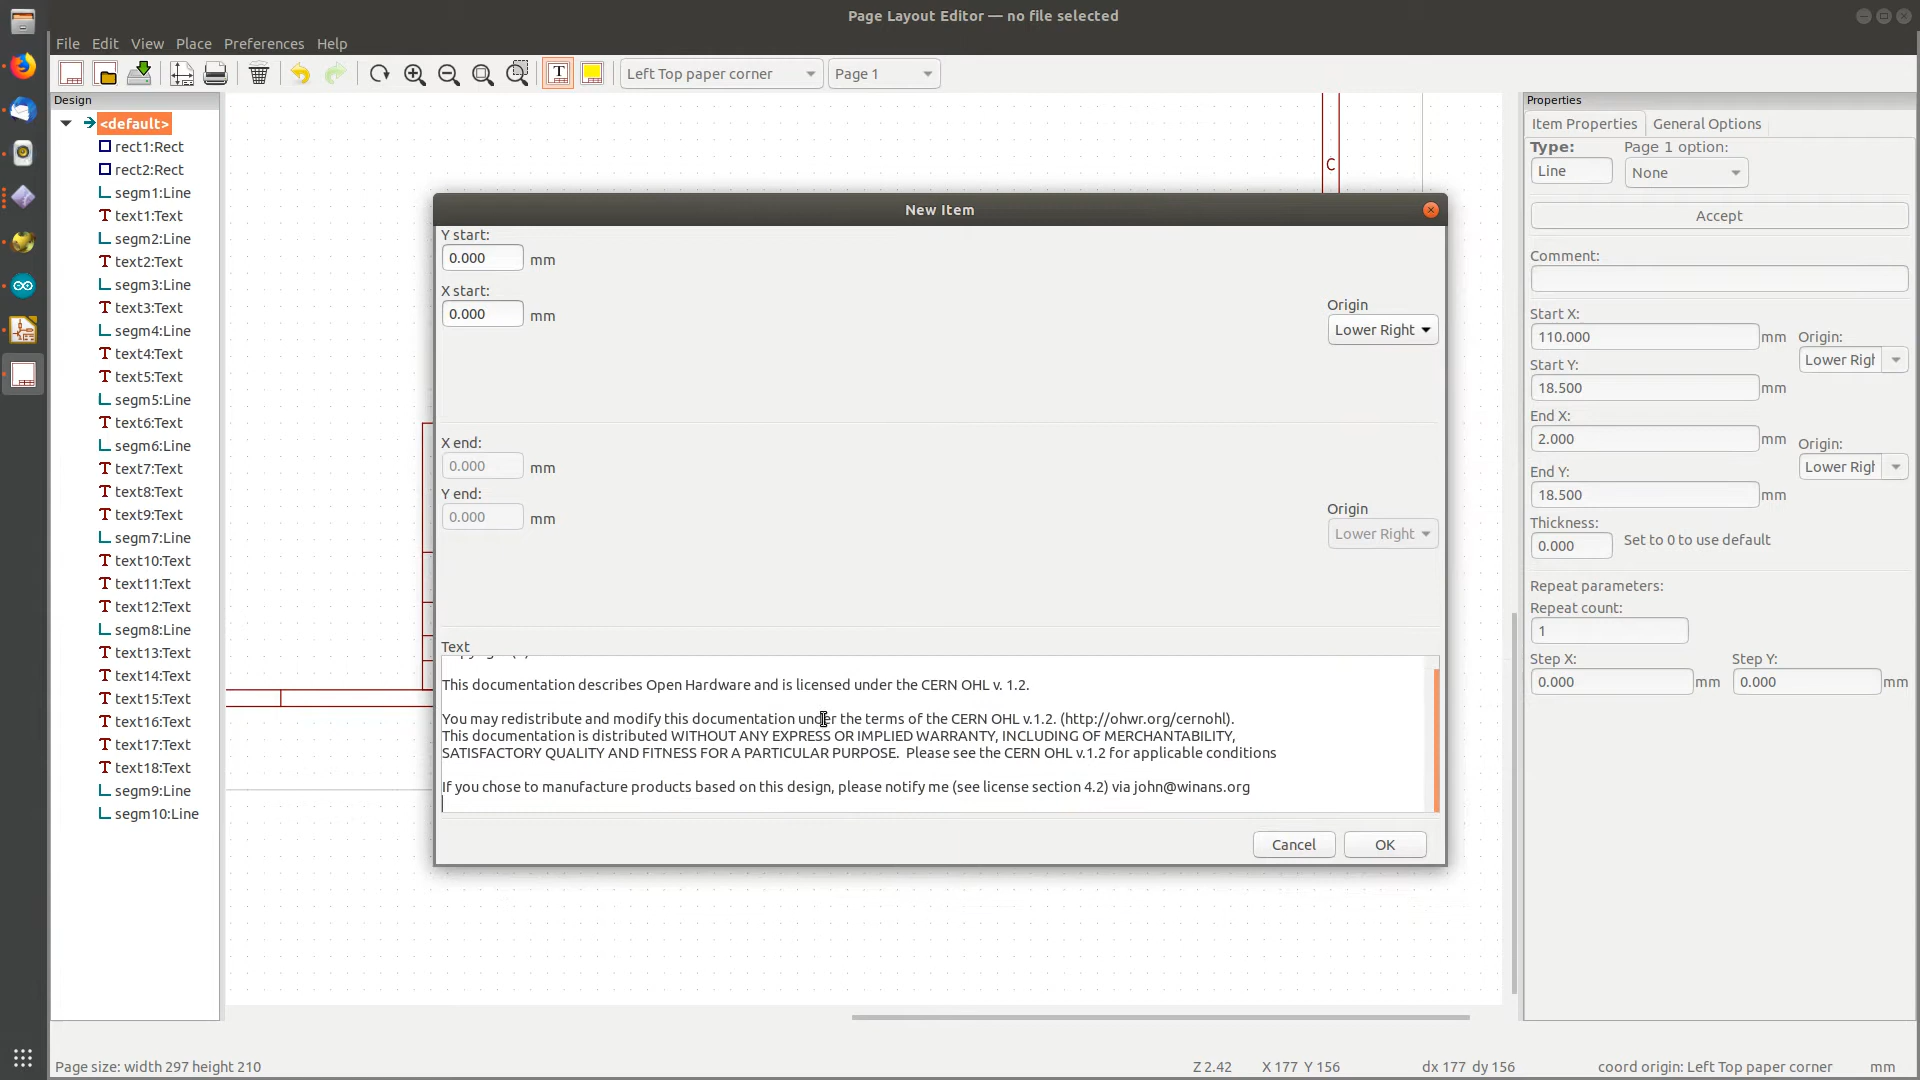 Page Layout Editor — no file selected
File Edit View Place Preferences Help
Left Top paper corner Page 1
Design
<default>
rect1:Rect
rect2:Rect
segm1:Line
text1:Text
segm2:Line
text2:Text
segm3:Line
text3:Text
segm4:Line
text4:Text
text5:Text
segm5:Line
text6:Text
segm6:Line
text7:Text
text8:Text
text9:Text
segm7:Line
text10:Text
text11:Text
text12:Text
segm8:Line
text13:Text
text14:Text
text15:Text
text16:Text
text17:Text
text18:Text
segm9:Line
segm10:Line
C
New Item
Y start:
0.000 mm
X start:
0.000 mm
Origin
Lower Right
X end:
0.000 mm
Y end:
0.000 mm
Origin
Lower Right
Text
This documentation describes Open Hardware and is licensed under the CERN OHL v. 1.2.
You may redistribute and modify this documentation under the terms of the CERN OHL v.1.2. (http://ohwr.org/cernohl).
This documentation is distributed WITHOUT ANY EXPRESS OR IMPLIED WARRANTY, INCLUDING OF MERCHANTABILITY,
SATISFACTORY QUALITY AND FITNESS FOR A PARTICULAR PURPOSE.  Please see the CERN OHL v.1.2 for applicable conditions
If you chose to manufacture products based on this design, please notify me (see license section 4.2) via john@winans.org
Cancel OK
Properties
Item Properties General Options
Type: Page 1 option:
Line None
Accept
Comment:
Start X:
110.000 mm Origin:
Lower Righ
Start Y:
18.500 mm
End X:
2.000 mm Origin:
Lower Righ
End Y:
18.500 mm
Thickness:
0.000 Set to 0 to use default
Repeat parameters:
Repeat count:
1
Step X: Step Y:
0.000 mm 0.000 mm
Page size: width 297 height 210 Z 2.42 X 177 Y 156 dx 177 dy 156 coord origin: Left Top paper corner mm